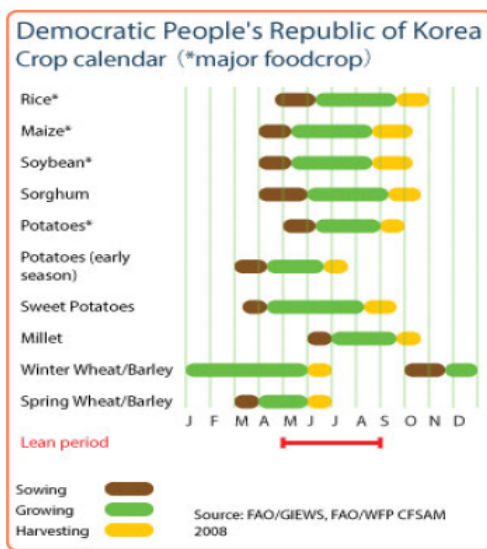 Democratic People's Republic of Korea
Crop calendar (*major foodcrop)
Rice*
Maize*
Soybean*
Sorghum
Potatoes*
Potatoes (early
season)
Sweet Potatoes
Millet
Winter Wheat/Barley
Spring Wheat/Barley
J F M A M J J A S O N D
Lean period
Sowing
Growing
Harvesting
Source: FAO/GIEWS, FAO/WFP CFSAM
2008